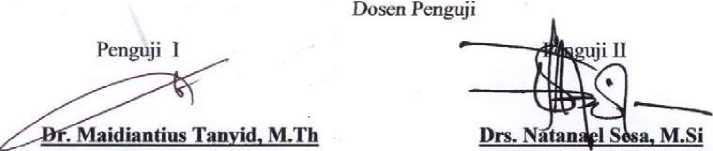 Dosen Penguji
Penguji I
Penguji II
Dr. Maidiantius Tanyid, M.Th
Drs. Natanael Sesa, M.Si